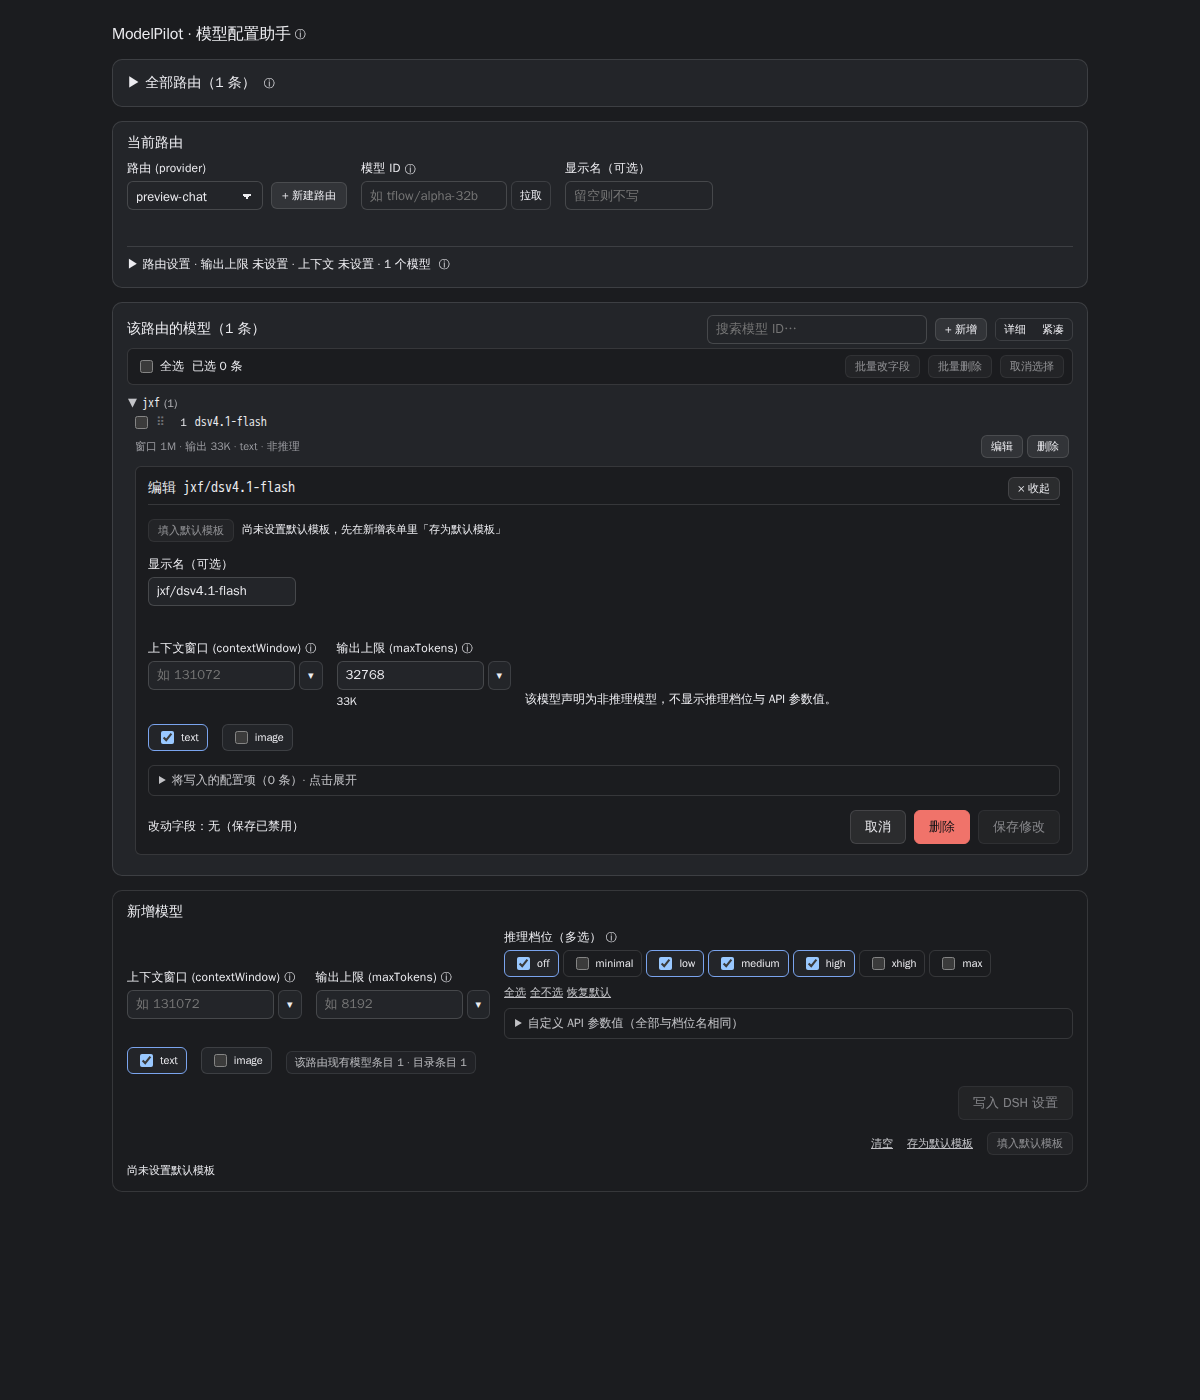 ModelPilot · 模型配置助手 ⓘ
▶ 全部路由（1 条） ⓘ
当前路由
路由 (provider) 模型 ID ⓘ 显示名（可选）
preview-chat + 新建路由 如 tflow/alpha-32b 拉取 留空则不写
▶ 路由设置 · 输出上限 未设置 · 上下文 未设置 · 1 个模型 ⓘ
该路由的模型（1 条） 搜索模型 ID… + 新增 详细 紧凑
全选 已选 0 条 批量改字段 批量删除 取消选择
▼ jxf (1)
⠿ 1 dsv4.1-flash
窗口 1M · 输出 33K · text · 非推理 编辑 删除
编辑 jxf/dsv4.1-flash × 收起
填入默认模板 尚未设置默认模板，先在新增表单里「存为默认模板」
显示名（可选）
jxf/dsv4.1-flash
上下文窗口 (contextWindow) ⓘ 输出上限 (maxTokens) ⓘ
如 131072 ▾ 32768 ▾
33K 该模型声明为非推理模型，不显示推理档位与 API 参数值。
text image
▶ 将写入的配置项（0 条）· 点击展开
改动字段：无（保存已禁用） 取消 删除 保存修改
新增模型
推理档位（多选） ⓘ
off minimal low medium high xhigh max
上下文窗口 (contextWindow) ⓘ 输出上限 (maxTokens) ⓘ
如 131072 ▾ 如 8192 ▾
全选 全不选 恢复默认
▶ 自定义 API 参数值（全部与档位名相同）
text image 该路由现有模型条目 1 · 目录条目 1
写入 DSH 设置
清空 存为默认模板 填入默认模板
尚未设置默认模板